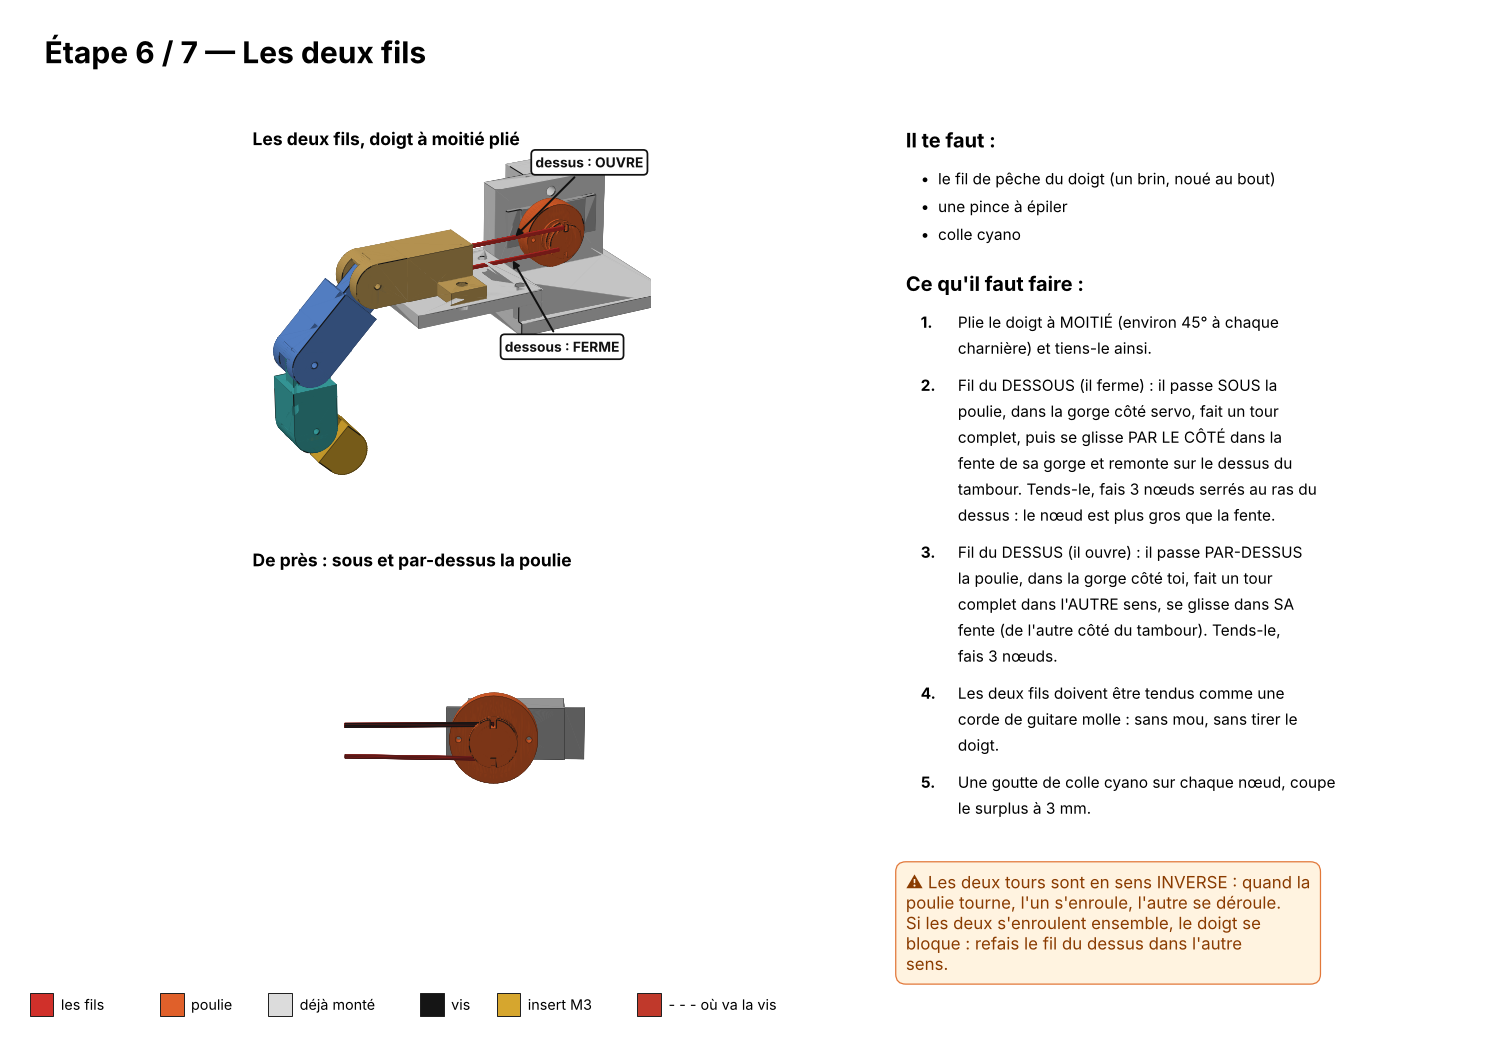 Étape 6 / 7 — Les deux fils
Les deux fils, doigt à moitié plié
dessus : OUVRE
dessous : FERME
De près : sous et par-dessus la poulie
les fils
poulie
déjà monté
vis
insert M3
- - - où va la vis
Il te faut :
• le fil de pêche du doigt (un brin, noué au bout)
• une pince à épiler
• colle cyano
Ce qu'il faut faire :
1. Plie le doigt à MOITIÉ (environ 45° à chaque
charnière) et tiens-le ainsi.
2. Fil du DESSOUS (il ferme) : il passe SOUS la
poulie, dans la gorge côté servo, fait un tour
complet, puis se glisse PAR LE CÔTÉ dans la
fente de sa gorge et remonte sur le dessus du
tambour. Tends-le, fais 3 nœuds serrés au ras du
dessus : le nœud est plus gros que la fente.
3. Fil du DESSUS (il ouvre) : il passe PAR-DESSUS
la poulie, dans la gorge côté toi, fait un tour
complet dans l'AUTRE sens, se glisse dans SA
fente (de l'autre côté du tambour). Tends-le,
fais 3 nœuds.
4. Les deux fils doivent être tendus comme une
corde de guitare molle : sans mou, sans tirer le
doigt.
5. Une goutte de colle cyano sur chaque nœud, coupe
le surplus à 3 mm.
⚠ Les deux tours sont en sens INVERSE : quand la
poulie tourne, l'un s'enroule, l'autre se déroule.
Si les deux s'enroulent ensemble, le doigt se
bloque : refais le fil du dessus dans l'autre
sens.